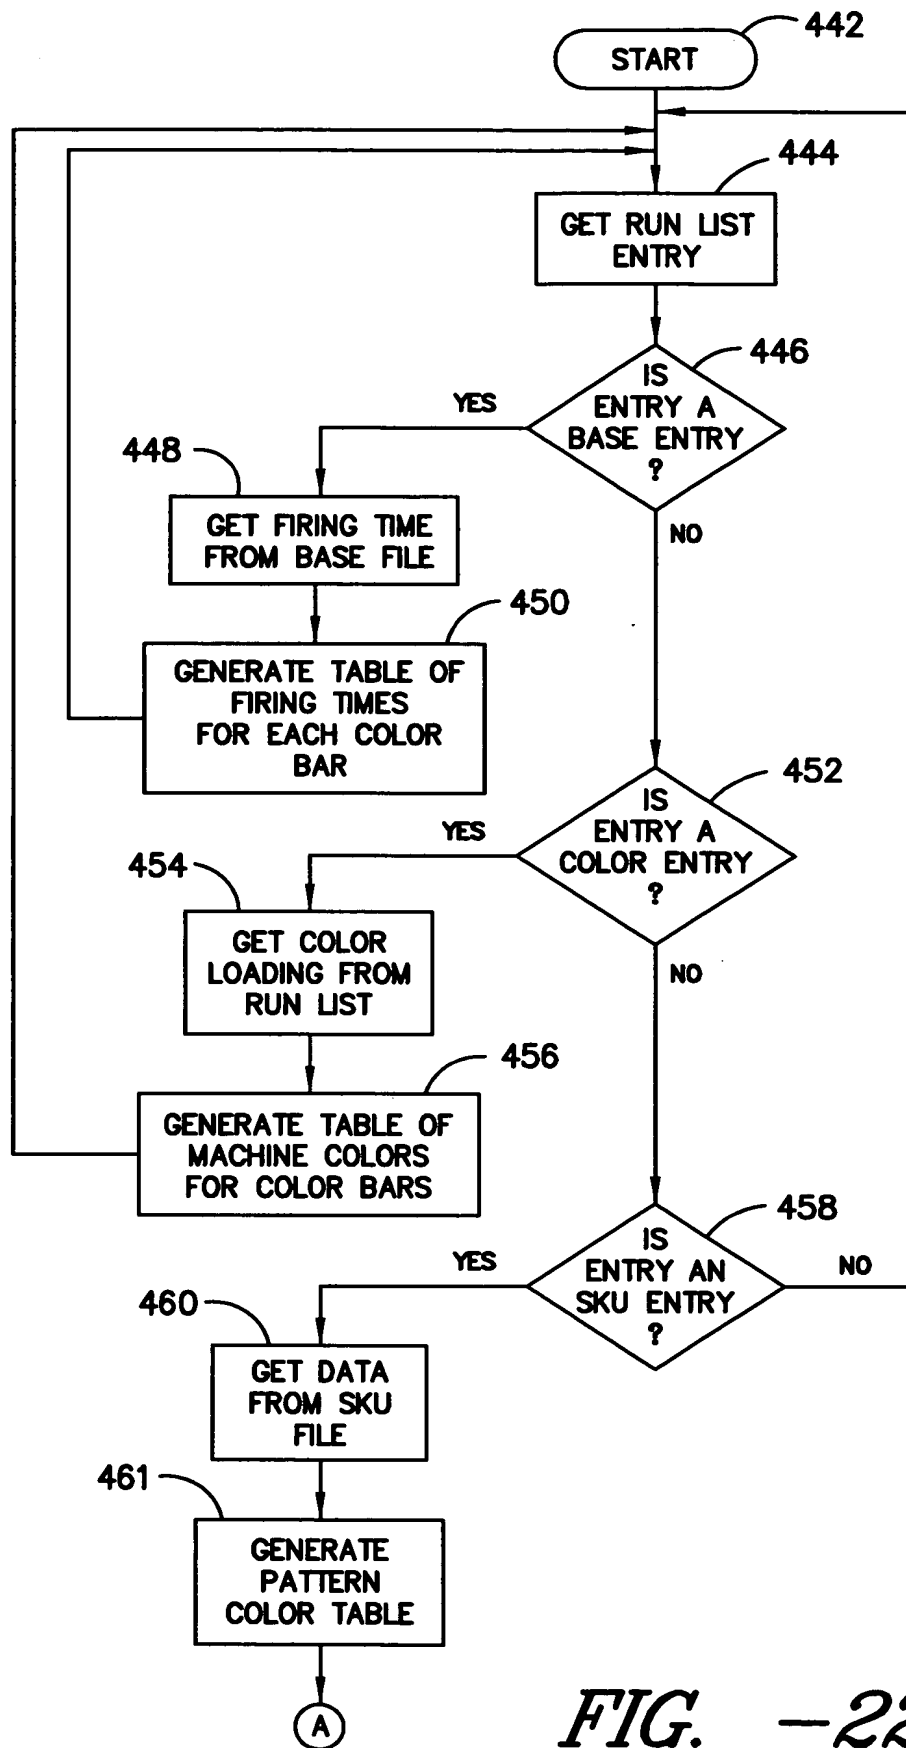 442
START
444
GET RUN LIST
ENTRY
446
IS
ENTRY A
BASE ENTRY
?
YES
NO
448
GET FIRING TIME
FROM BASE FILE
450
GENERATE TABLE OF
FIRING TIMES
FOR EACH COLOR
BAR
452
IS
ENTRY A
COLOR ENTRY
?
YES
NO
454
GET COLOR
LOADING FROM
RUN LIST
456
GENERATE TABLE OF
MACHINE COLORS
FOR COLOR BARS
458
IS
ENTRY AN
SKU ENTRY
?
YES
NO
460
GET DATA
FROM SKU
FILE
461
GENERATE
PATTERN
COLOR TABLE
A
FIG. -22